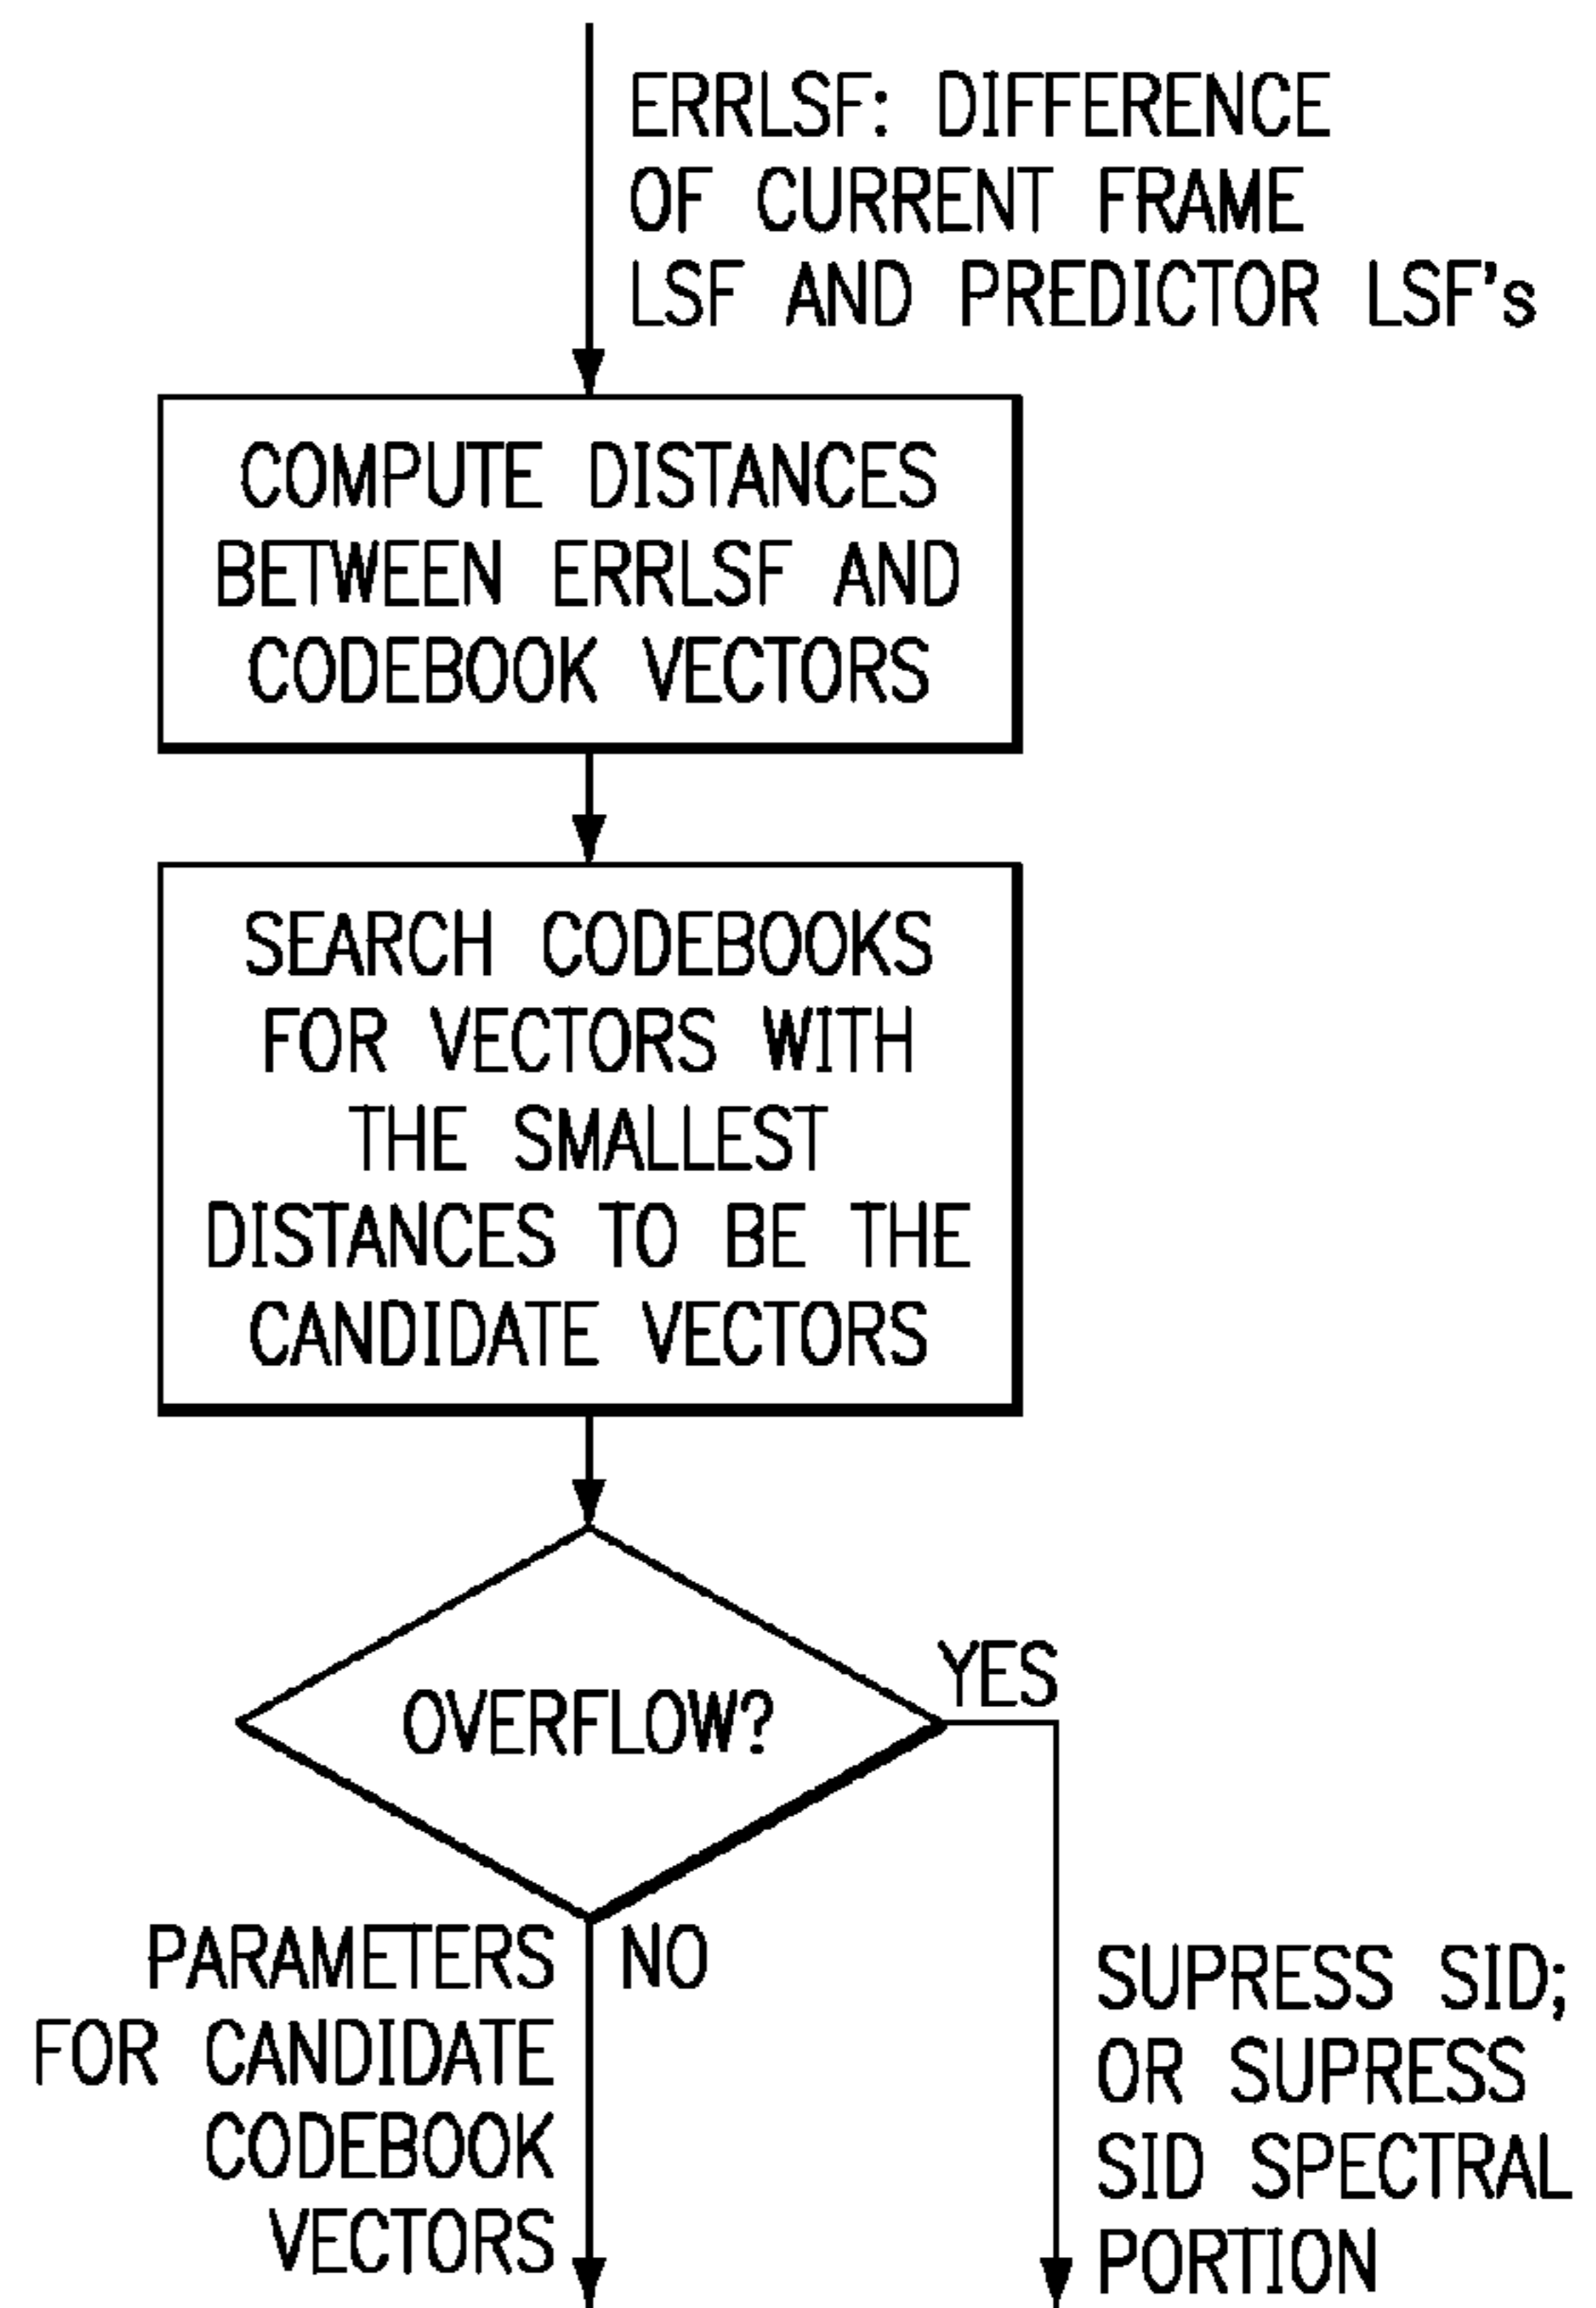 ERRLSF: DIFFERENCE
OF CURRENT FRAME
LSF AND PREDICTOR LSF's
COMPUTE DISTANCES
BETWEEN ERRLSF AND
CODEBOOK VECTORS
SEARCH CODEBOOKS
FOR VECTORS WITH
THE SMALLEST
DISTANCES TO BE THE
CANDIDATE VECTORS
OVERFLOW?
YES
NO
PARAMETERS
FOR CANDIDATE
CODEBOOK
VECTORS
SUPRESS SID;
OR SUPRESS
SID SPECTRAL
PORTION